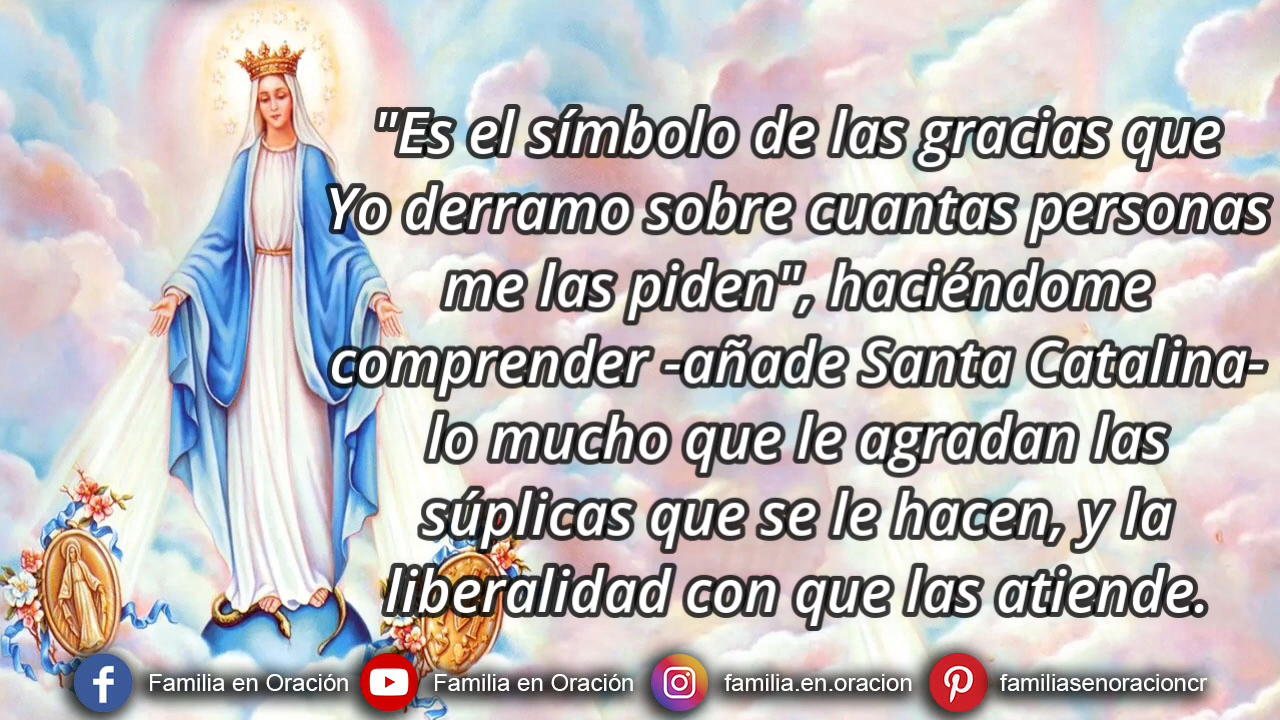 "Es el símbolo de las gracias que
Yo derramo sobre cuantas personas
me las piden", haciéndome
comprender -añade Santa Catalina-
lo mucho que le agradan las
súplicas que se le hacen, y la
liberalidad con que las atiende.
Familia en Oración Familia en Oración familia.en.oracion familiasenoracioncr